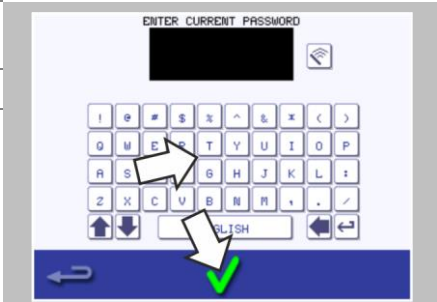 ENTER CURRENT PASSWORD
! @ # $ % ^ & * ( )
Q W E R T Y U I O P
A S G H J K L :
Z X C V B N M , . /
GLISH